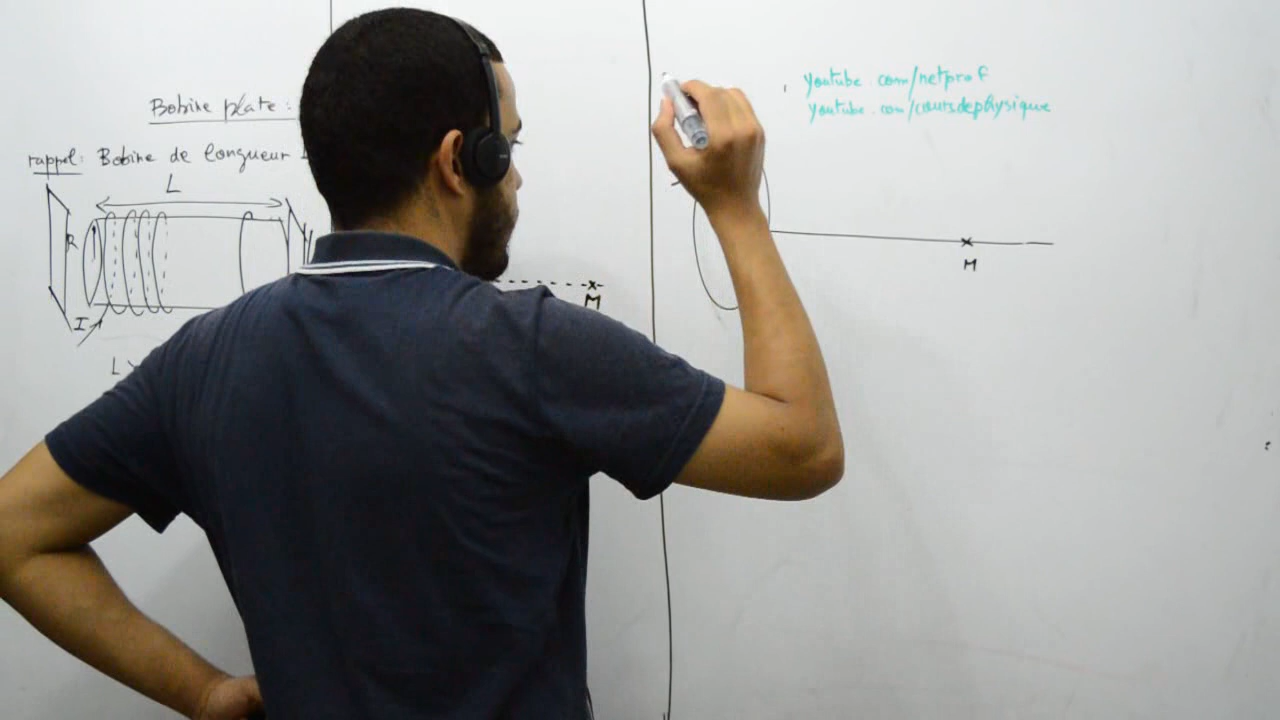 Bobine plate :
rappel: Bobine de longueur
L
R
I
L
M
youtube.com/netprof
youtube.com/coursdephysique
M